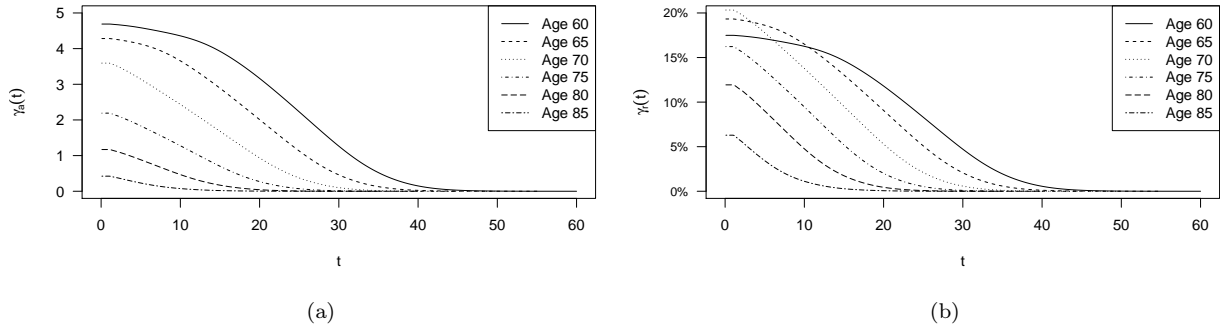 γa(t)
5
4
3
2
1
0
0 10 20 30 40 50 60
t
Age 60
Age 65
Age 70
Age 75
Age 80
Age 85
(a)
γr(t)
20%
15%
10%
5%
0%
0 10 20 30 40 50 60
t
Age 60
Age 65
Age 70
Age 75
Age 80
Age 85
(b)